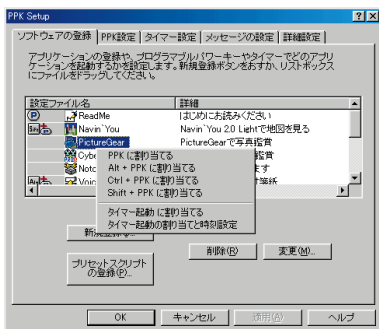 PPK Setup
ソフトウェアの登録 PPK設定 タイマー設定 メッセージの設定 詳細設定
アプリケーションの登録や、プログラマブルパワーキーやタイマーでどのアプリ
ケーションを起動するかを設定します。新規登録ボタンをおすか、リストボックス
にファイルをドラッグしてください。
設定ファイル名 詳細
ReadMe はじめにお読みください
Navin`You Navin`You 2.0 Lightで地図を見る
PictureGear PictureGearで写真鑑賞
PPK に割り当てる
Alt + PPK に割り当てる
Ctrl + PPK に割り当てる
Shift + PPK に割り当てる
タイマー起動 に割り当てる
タイマー起動の割り当てと時刻設定
削除(R) 変更(M)...
プリセットスクリプト
の登録(P)...
OK キャンセル 適用(A) ヘルプ